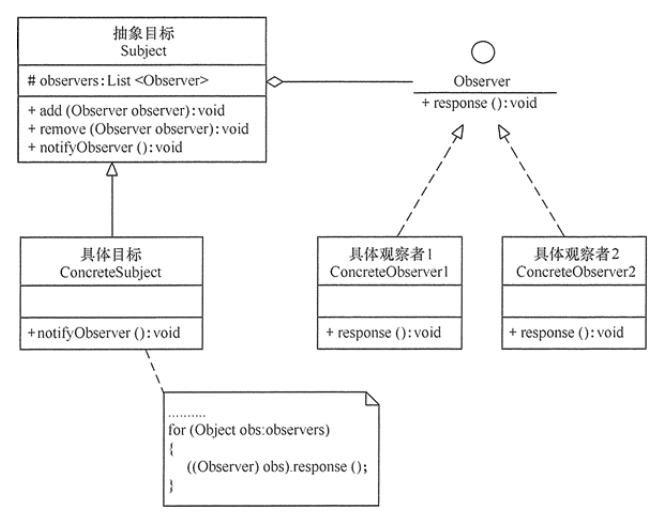 抽象目标
Subject
# observers:List <Observer>
+ add (Observer observer):void
+ remove (Observer observer):void
+ notifyObserver ():void
Observer
+ response ():void
具体目标
ConcreteSubject
+notifyObserver ():void
具体观察者1
ConcreteObserver1
+ response ():void
具体观察者2
ConcreteObserver2
+ response ():void
..........
for (Object obs:observers)
{
((Observer) obs).response ();
}